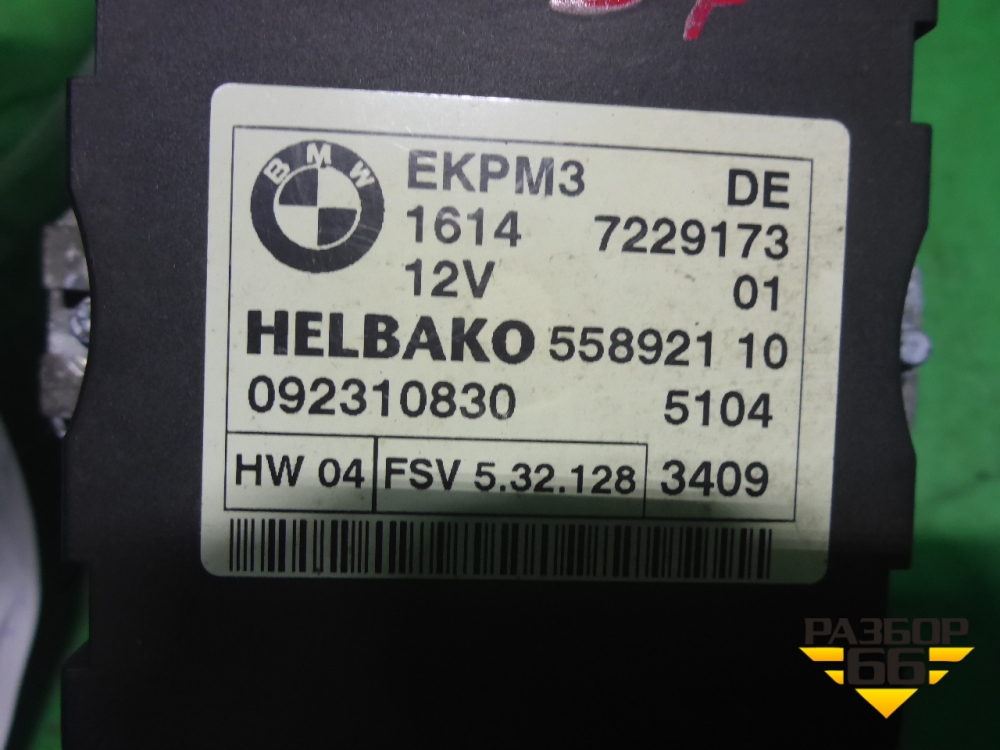 BMW
EKPM3 DE
1614 7229173
12V 01
HELBAKO 558921 10
092310830 5104
HW 04 FSV 5.32.128 3409
РАЗБОР
66